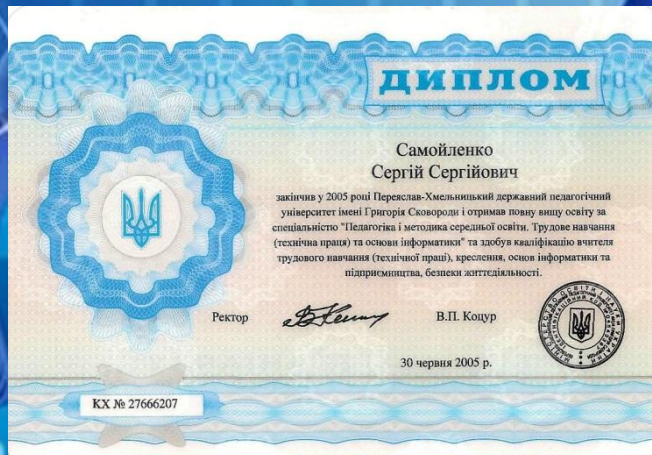 ДИПЛОМ
Самойленко
Сергій Сергійович
закінчив у 2005 році Переяслав-Хмельницький державний педагогічний
університет імені Григорія Сковороди і отримав повну вищу освіту за
спеціальністю "Педагогіка і методика середньої освіти. Трудове навчання
(технічна праця) та основи інформатики" та здобув кваліфікацію вчителя
трудового навчання (технічної праці), креслення, основ інформатики та
підприємництва, безпеки життєдіяльності.
Ректор В.П. Коцур
30 червня 2005 р.
КХ № 27666207